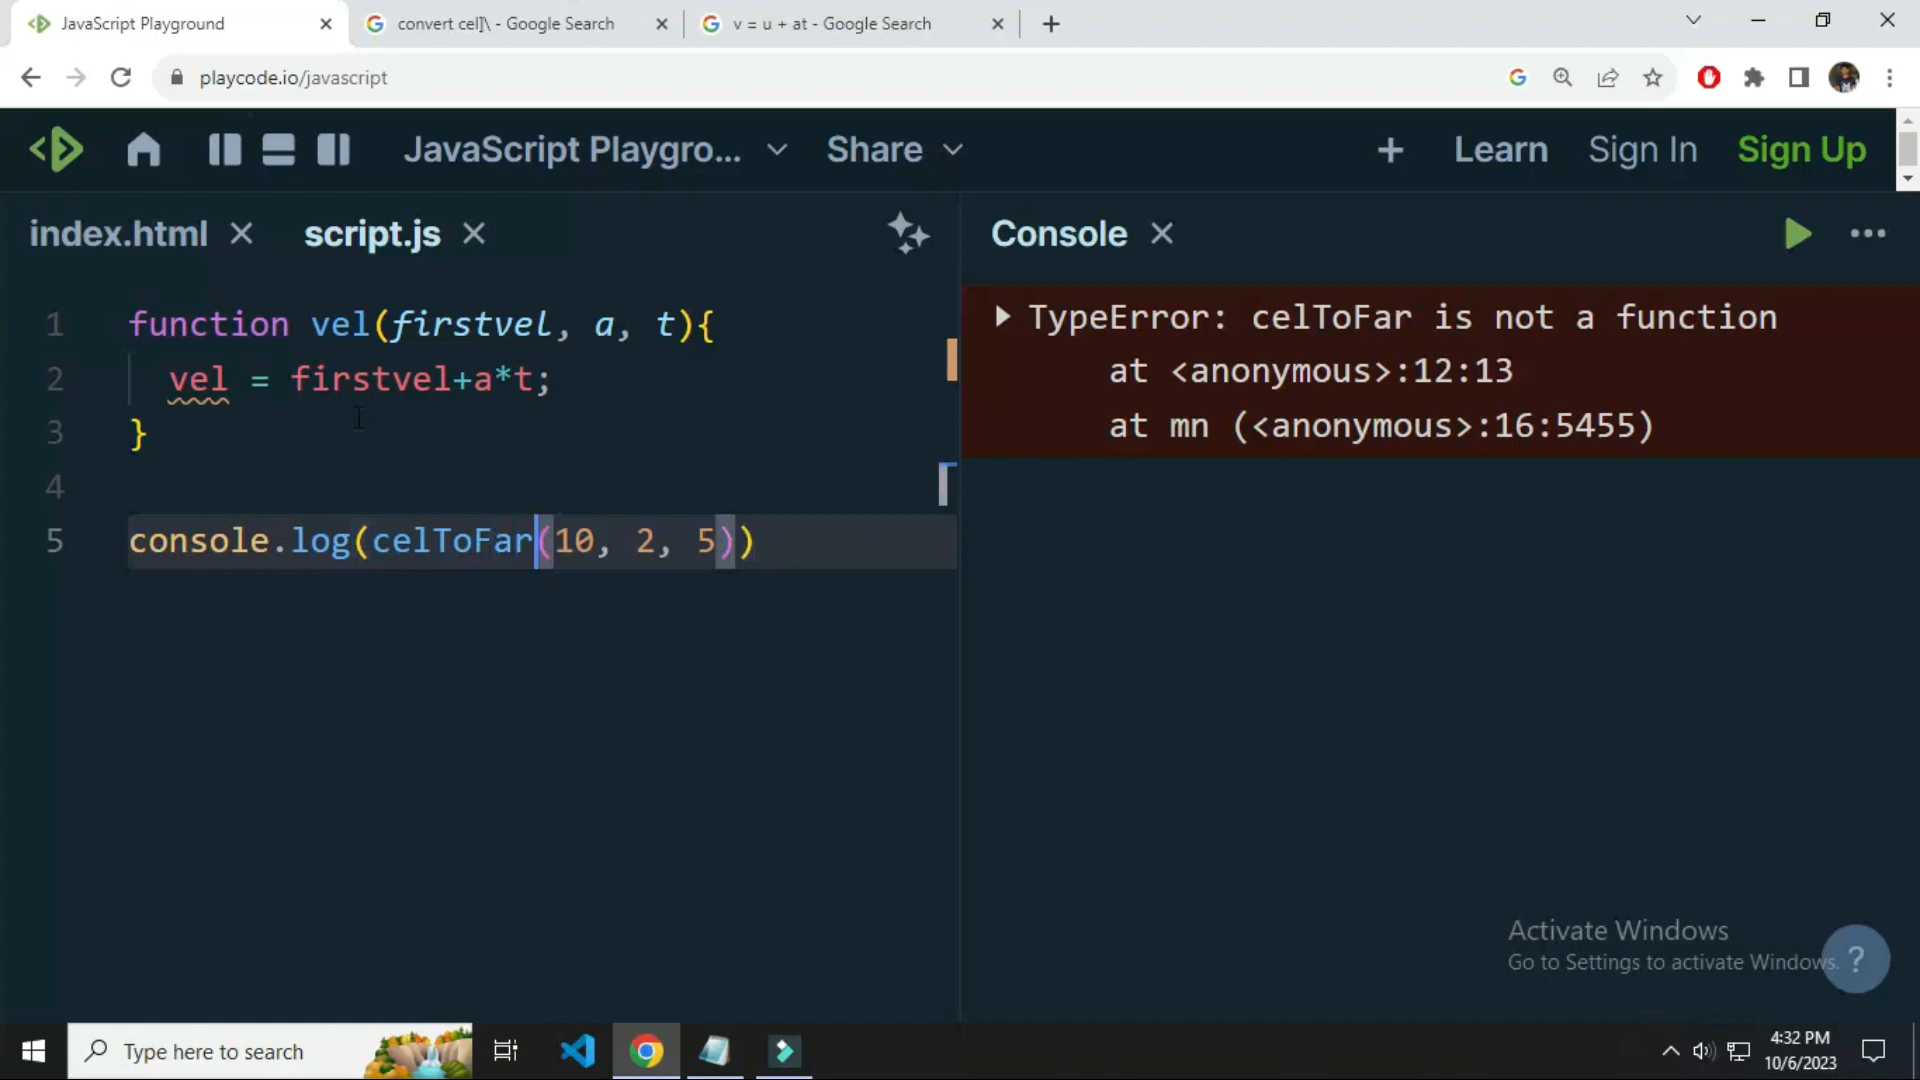 JavaScript Playground
convert cel]\ - Google Search
v = u + at - Google Search
playcode.io/javascript
JavaScript Playgro...
Share
Learn
Sign In
Sign Up
index.html
script.js
Console
1 function vel(firstvel, a, t){
2 vel = firstvel+a*t;
3 }
4
5 console.log(celToFar(10, 2, 5))
TypeError: celToFar is not a function
at <anonymous>:12:13
at mn (<anonymous>:16:5455)
Activate Windows
Go to Settings to activate Windows.
?
Type here to search
4:32 PM
10/6/2023